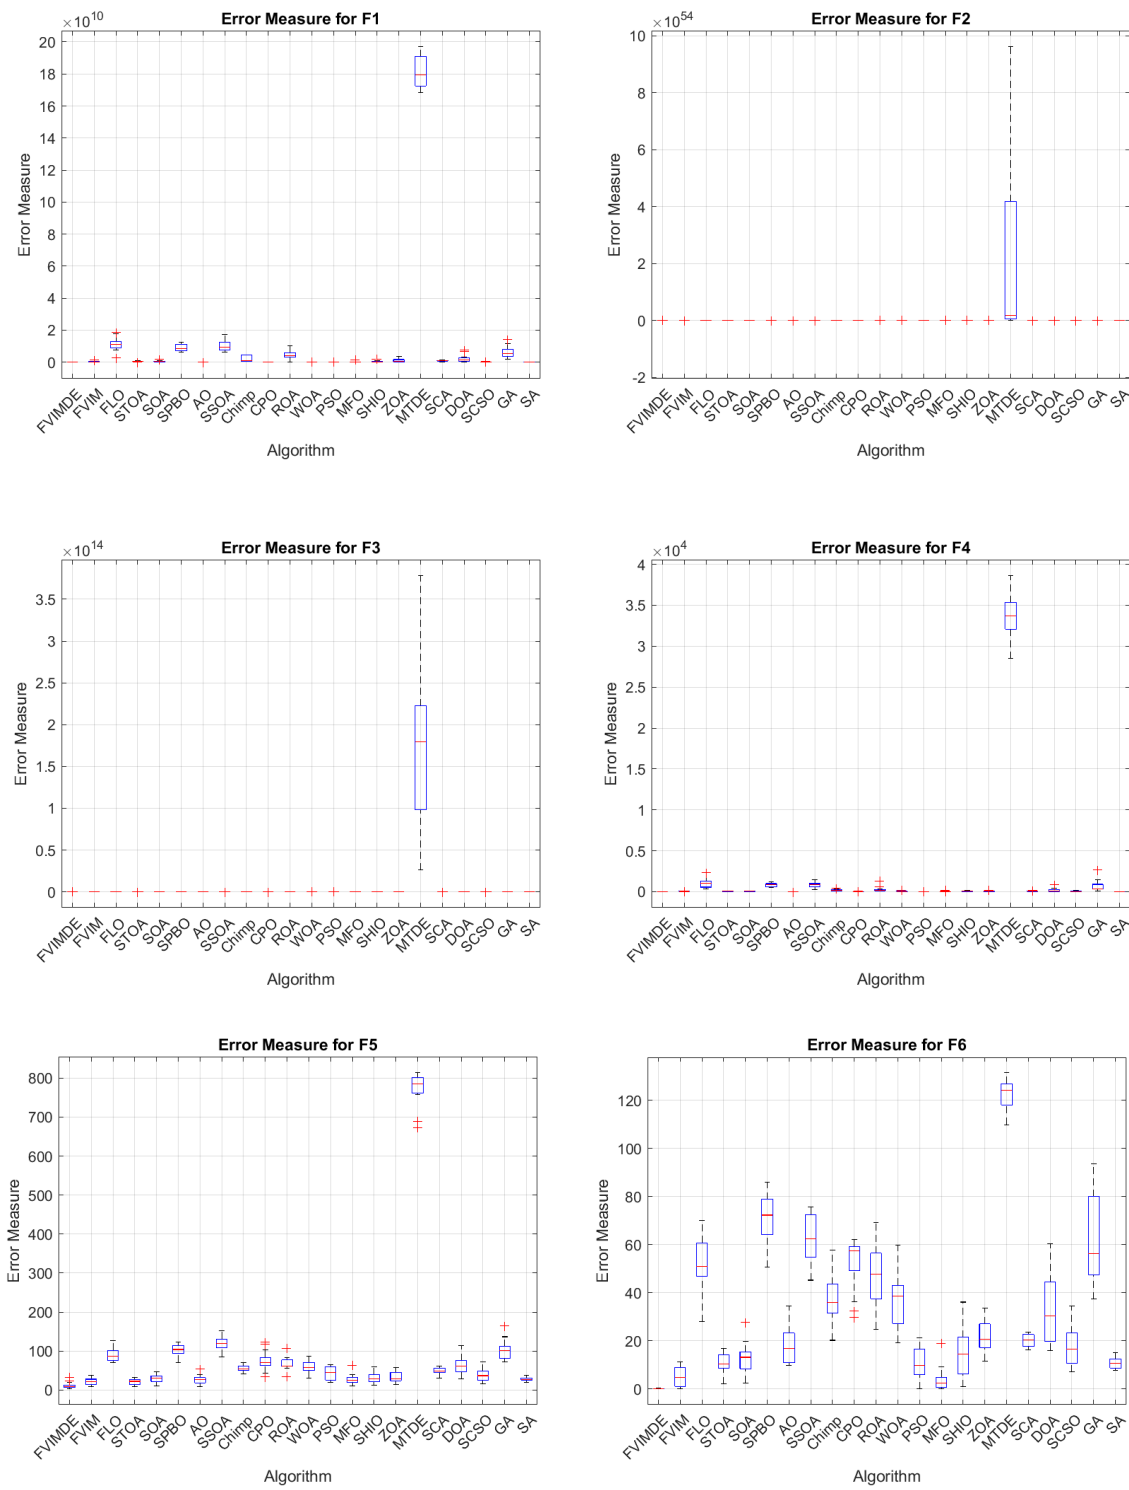 Error Measure for F1
×10^10
20
18
16
14
12
10
8
6
4
2
0
Error Measure
FVIMDE FVIM FLO STOA SOA SPBO AO SSOA Chimp CPO ROA WOA PSO MFO SHIO ZOA MTDE SCA DOA SCSO GA SA
Algorithm
Error Measure for F2
×10^54
10
8
6
4
2
0
-2
Error Measure
FVIMDE FVIM FLO STOA SOA SPBO AO SSOA Chimp CPO ROA WOA PSO MFO SHIO ZOA MTDE SCA DOA SCSO GA SA
Algorithm
Error Measure for F3
×10^14
3.5
3
2.5
2
1.5
1
0.5
0
Error Measure
FVIMDE FVIM FLO STOA SOA SPBO AO SSOA Chimp CPO ROA WOA PSO MFO SHIO ZOA MTDE SCA DOA SCSO GA SA
Algorithm
Error Measure for F4
×10^4
4
3.5
3
2.5
2
1.5
1
0.5
0
Error Measure
FVIMDE FVIM FLO STOA SOA SPBO AO SSOA Chimp CPO ROA WOA PSO MFO SHIO ZOA MTDE SCA DOA SCSO GA SA
Algorithm
Error Measure for F5
800
700
600
500
400
300
200
100
0
Error Measure
FVIMDE FVIM FLO STOA SOA SPBO AO SSOA Chimp CPO ROA WOA PSO MFO SHIO ZOA MTDE SCA DOA SCSO GA SA
Algorithm
Error Measure for F6
120
100
80
60
40
20
0
Error Measure
FVIMDE FVIM FLO STOA SOA SPBO AO SSOA Chimp CPO ROA WOA PSO MFO SHIO ZOA MTDE SCA DOA SCSO GA SA
Algorithm